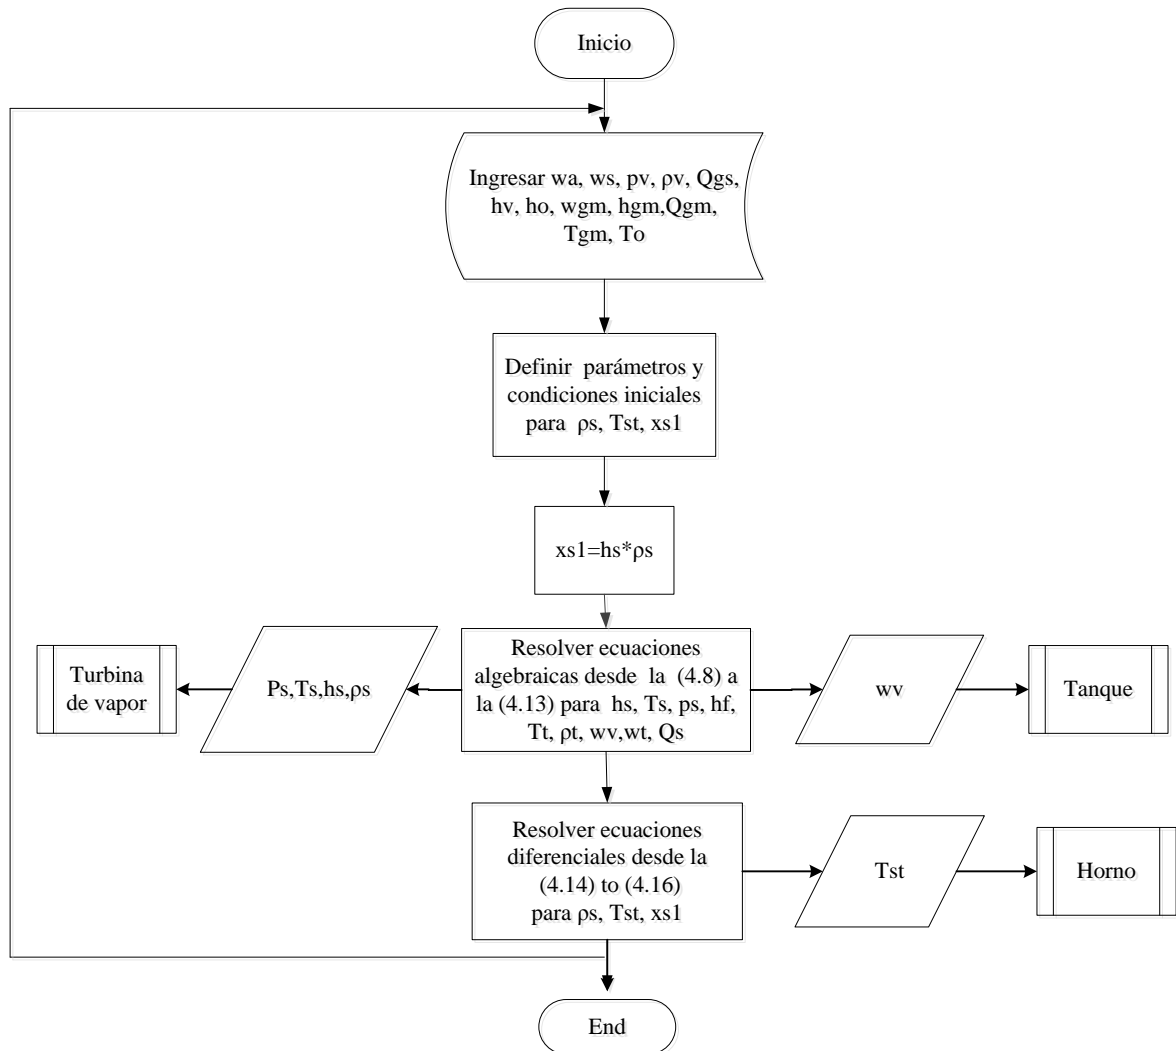 Inicio
Ingresar wa, ws, pv, ρv, Qgs,
hv, ho, wgm, hgm,Qgm,
Tgm, To
Definir parámetros y
condiciones iniciales
para ρs, Tst, xs1
xs1=hs*ρs
Turbina
de vapor
Ps,Ts,hs,ρs
Resolver ecuaciones
algebraicas desde la (4.8) a
la (4.13) para hs, Ts, ps, hf,
Tt, ρt, wv,wt, Qs
wv
Tanque
Resolver ecuaciones
diferenciales desde la
(4.14) to (4.16)
para ρs, Tst, xs1
Tst
Horno
End